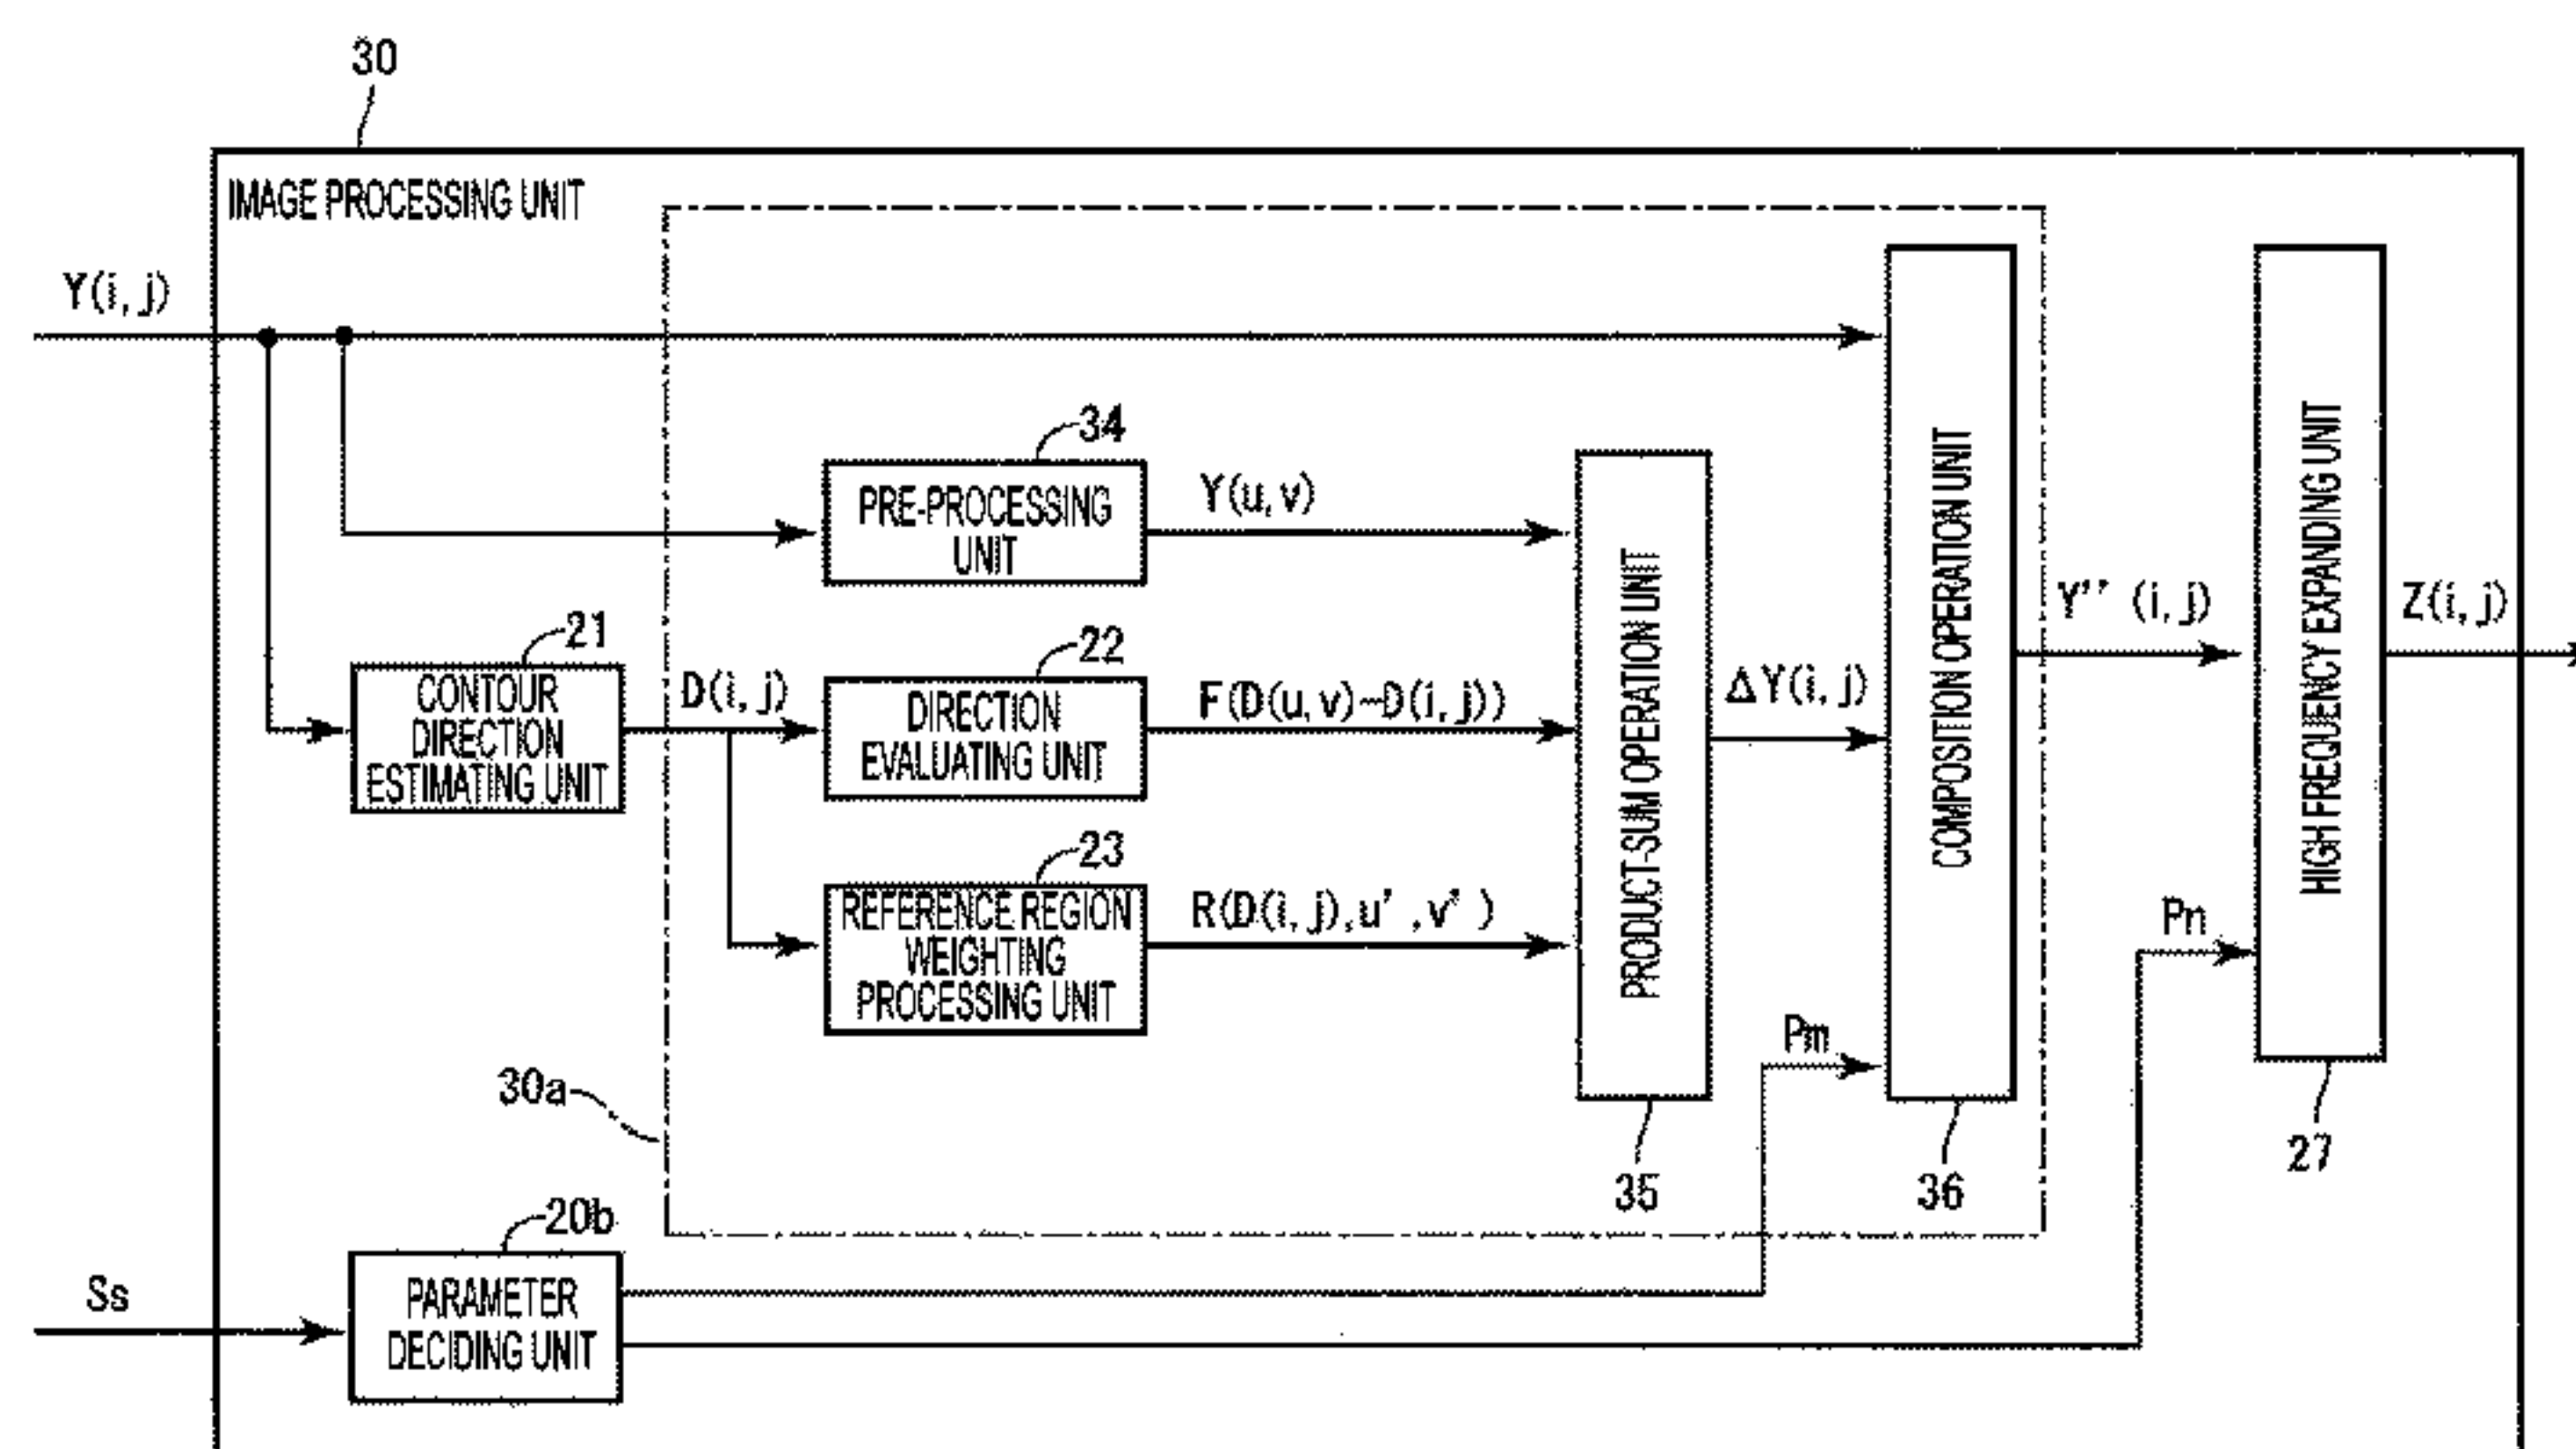 30
IMAGE PROCESSING UNIT
Y(i, j)
34
PRE-PROCESSING
UNIT
Y(u, v)
21
CONTOUR
DIRECTION
ESTIMATING UNIT
D(i, j)
22
DIRECTION
EVALUATING UNIT
F(D(u, v)-D(i, j))
23
REFERENCE REGION
WEIGHTING
PROCESSING UNIT
R(D(i, j), u', v')
PRODUCT-SUM OPERATION UNIT
35
ΔY(i, j)
COMPOSITION OPERATION UNIT
36
Pm
Y'' (i, j)
HIGH FREQUENCY EXPANDING UNIT
27
Pn
Z(i, j)
30a
20b
Ss
PARAMETER
DECIDING UNIT